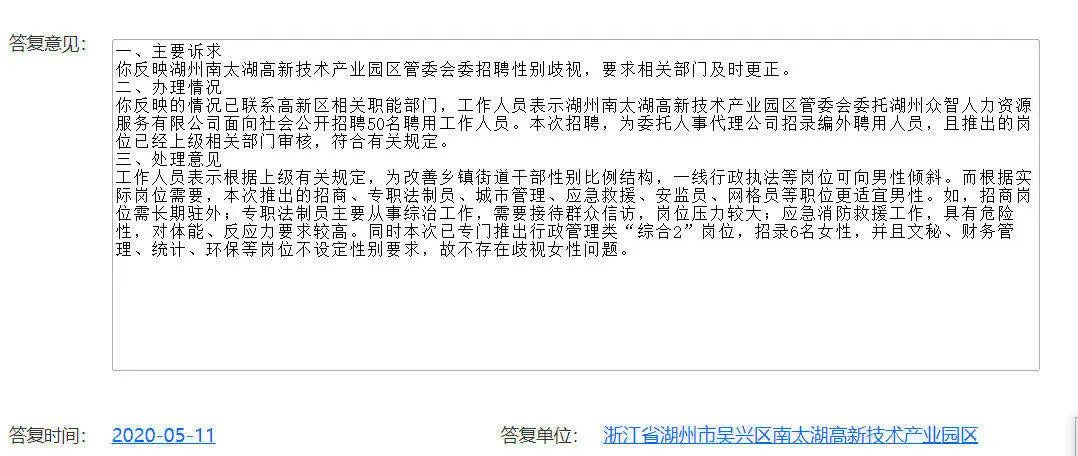 答复意见：
一、主要诉求
你反映湖州南太湖高新技术产业园区管委会委招聘性别歧视，要求相关部门及时更正。
二、办理情况
你反映的情况已联系高新区相关职能部门，工作人员表示湖州南太湖高新技术产业园区管委会委托湖州众智人力资源
服务有限公司面向社会公开招聘50名聘用工作人员。本次招聘，为委托人事代理公司招录编外聘用人员，且推出的岗
位已经上级相关部门审核，符合有关规定。
三、处理意见
工作人员表示根据上级有关规定，为改善乡镇街道干部性别比例结构，一线行政执法等岗位可向男性倾斜。而根据实
际岗位需要，本次推出的招商、专职法制员、城市管理、应急救援、安监员、网格员等职位更适宜男性。如，招商岗
位需长期驻外；专职法制员主要从事综治工作，需要接待群众信访，岗位压力较大；应急消防救援工作，具有危险
性，对体能、反应力要求较高。同时本次已专门推出行政管理类“综合2”岗位，招录6名女性，并且文秘、财务管
理、统计、环保等岗位不设定性别要求，故不存在歧视女性问题。
答复时间： 2020-05-11 答复单位： 浙江省湖州市吴兴区南太湖高新技术产业园区